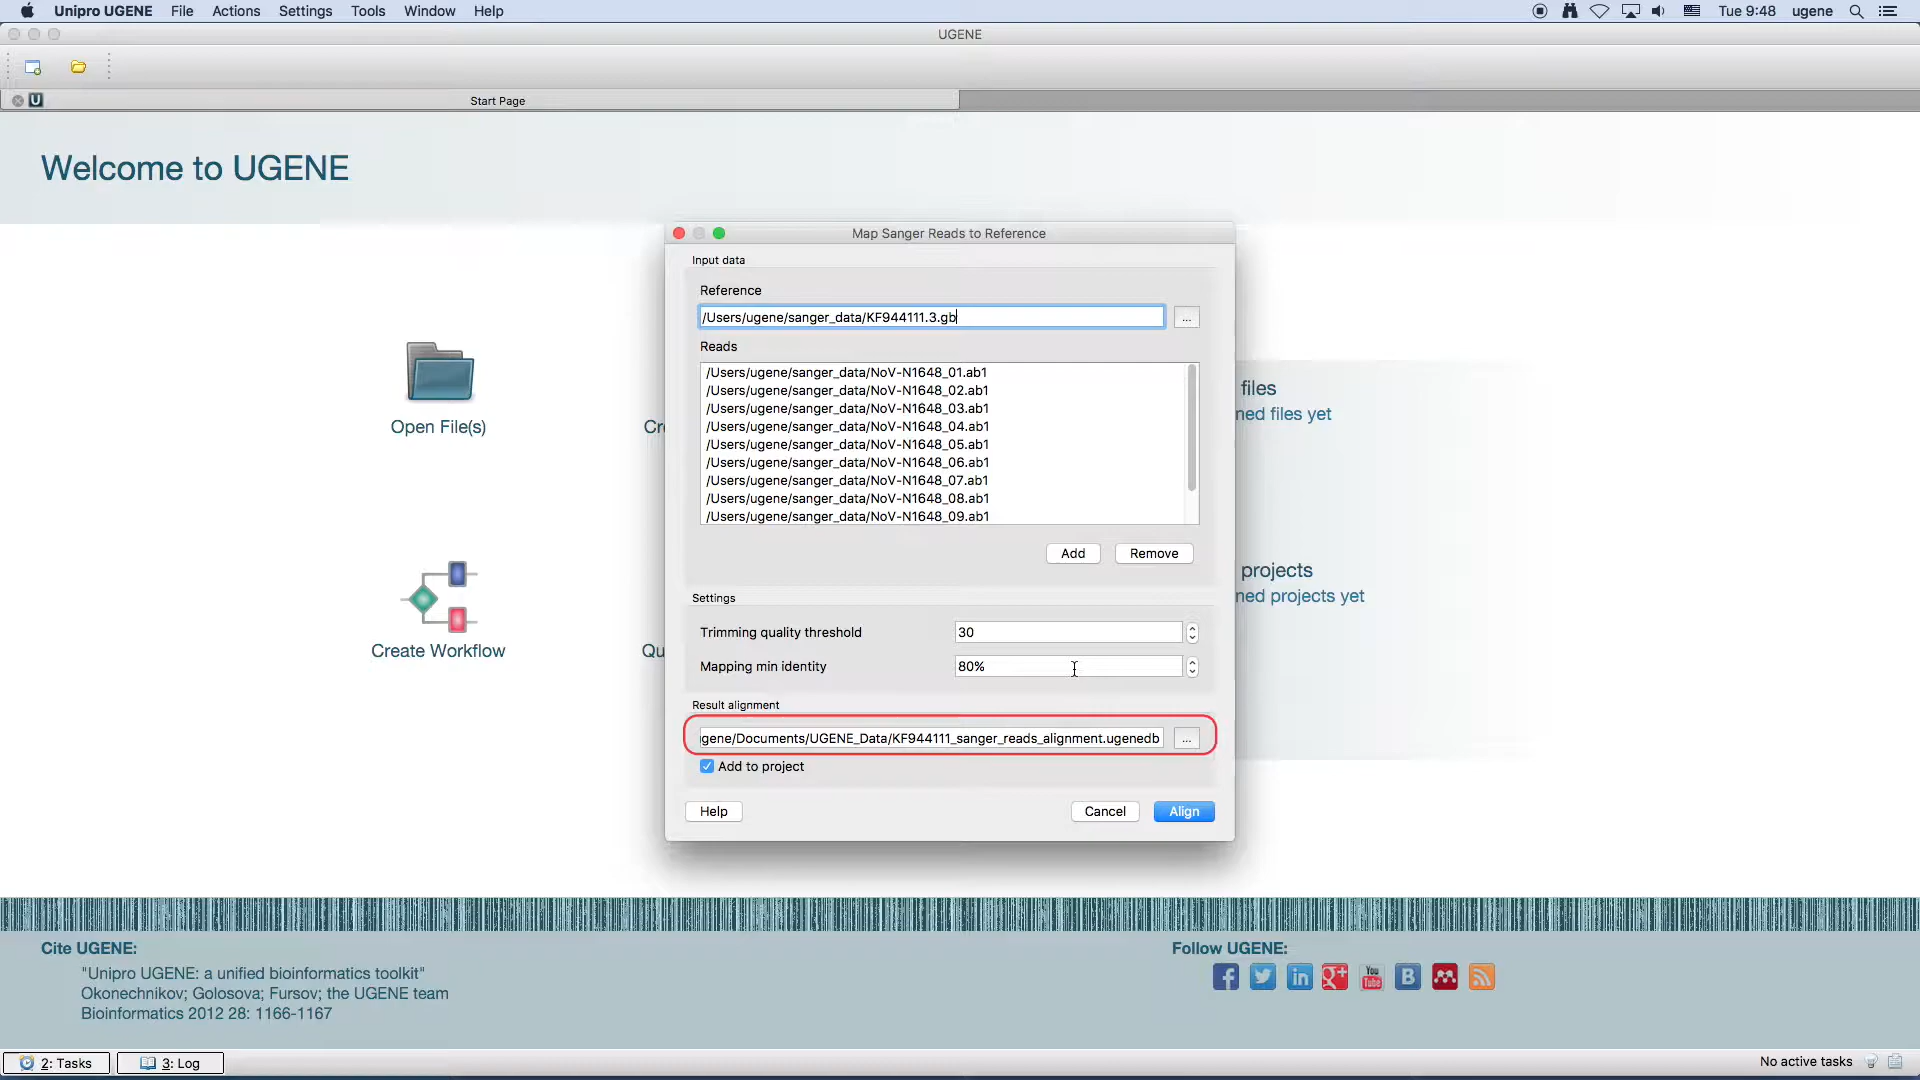 Unipro UGENE File Actions Settings Tools Window Help
Tue 9:48 ugene
UGENE
U Start Page
Welcome to UGENE
Map Sanger Reads to Reference
Input data
Reference
/Users/ugene/sanger_data/KF944111.3.gb
...
Reads
/Users/ugene/sanger_data/NoV-N1648_01.ab1
/Users/ugene/sanger_data/NoV-N1648_02.ab1
/Users/ugene/sanger_data/NoV-N1648_03.ab1
/Users/ugene/sanger_data/NoV-N1648_04.ab1
/Users/ugene/sanger_data/NoV-N1648_05.ab1
/Users/ugene/sanger_data/NoV-N1648_06.ab1
/Users/ugene/sanger_data/NoV-N1648_07.ab1
/Users/ugene/sanger_data/NoV-N1648_08.ab1
/Users/ugene/sanger_data/NoV-N1648_09.ab1
Add Remove
Settings
Trimming quality threshold 30
Mapping min identity 80%
Result alignment
gene/Documents/UGENE_Data/KF944111_sanger_reads_alignment.ugenedb ...
Add to project
Help Cancel Align
Open File(s)
Cr
files
ned files yet
Create Workflow
Qu
projects
ned projects yet
Cite UGENE:
"Unipro UGENE: a unified bioinformatics toolkit"
Okonechnikov; Golosova; Fursov; the UGENE team
Bioinformatics 2012 28: 1166-1167
Follow UGENE:
You Tube
2: Tasks 3: Log
No active tasks